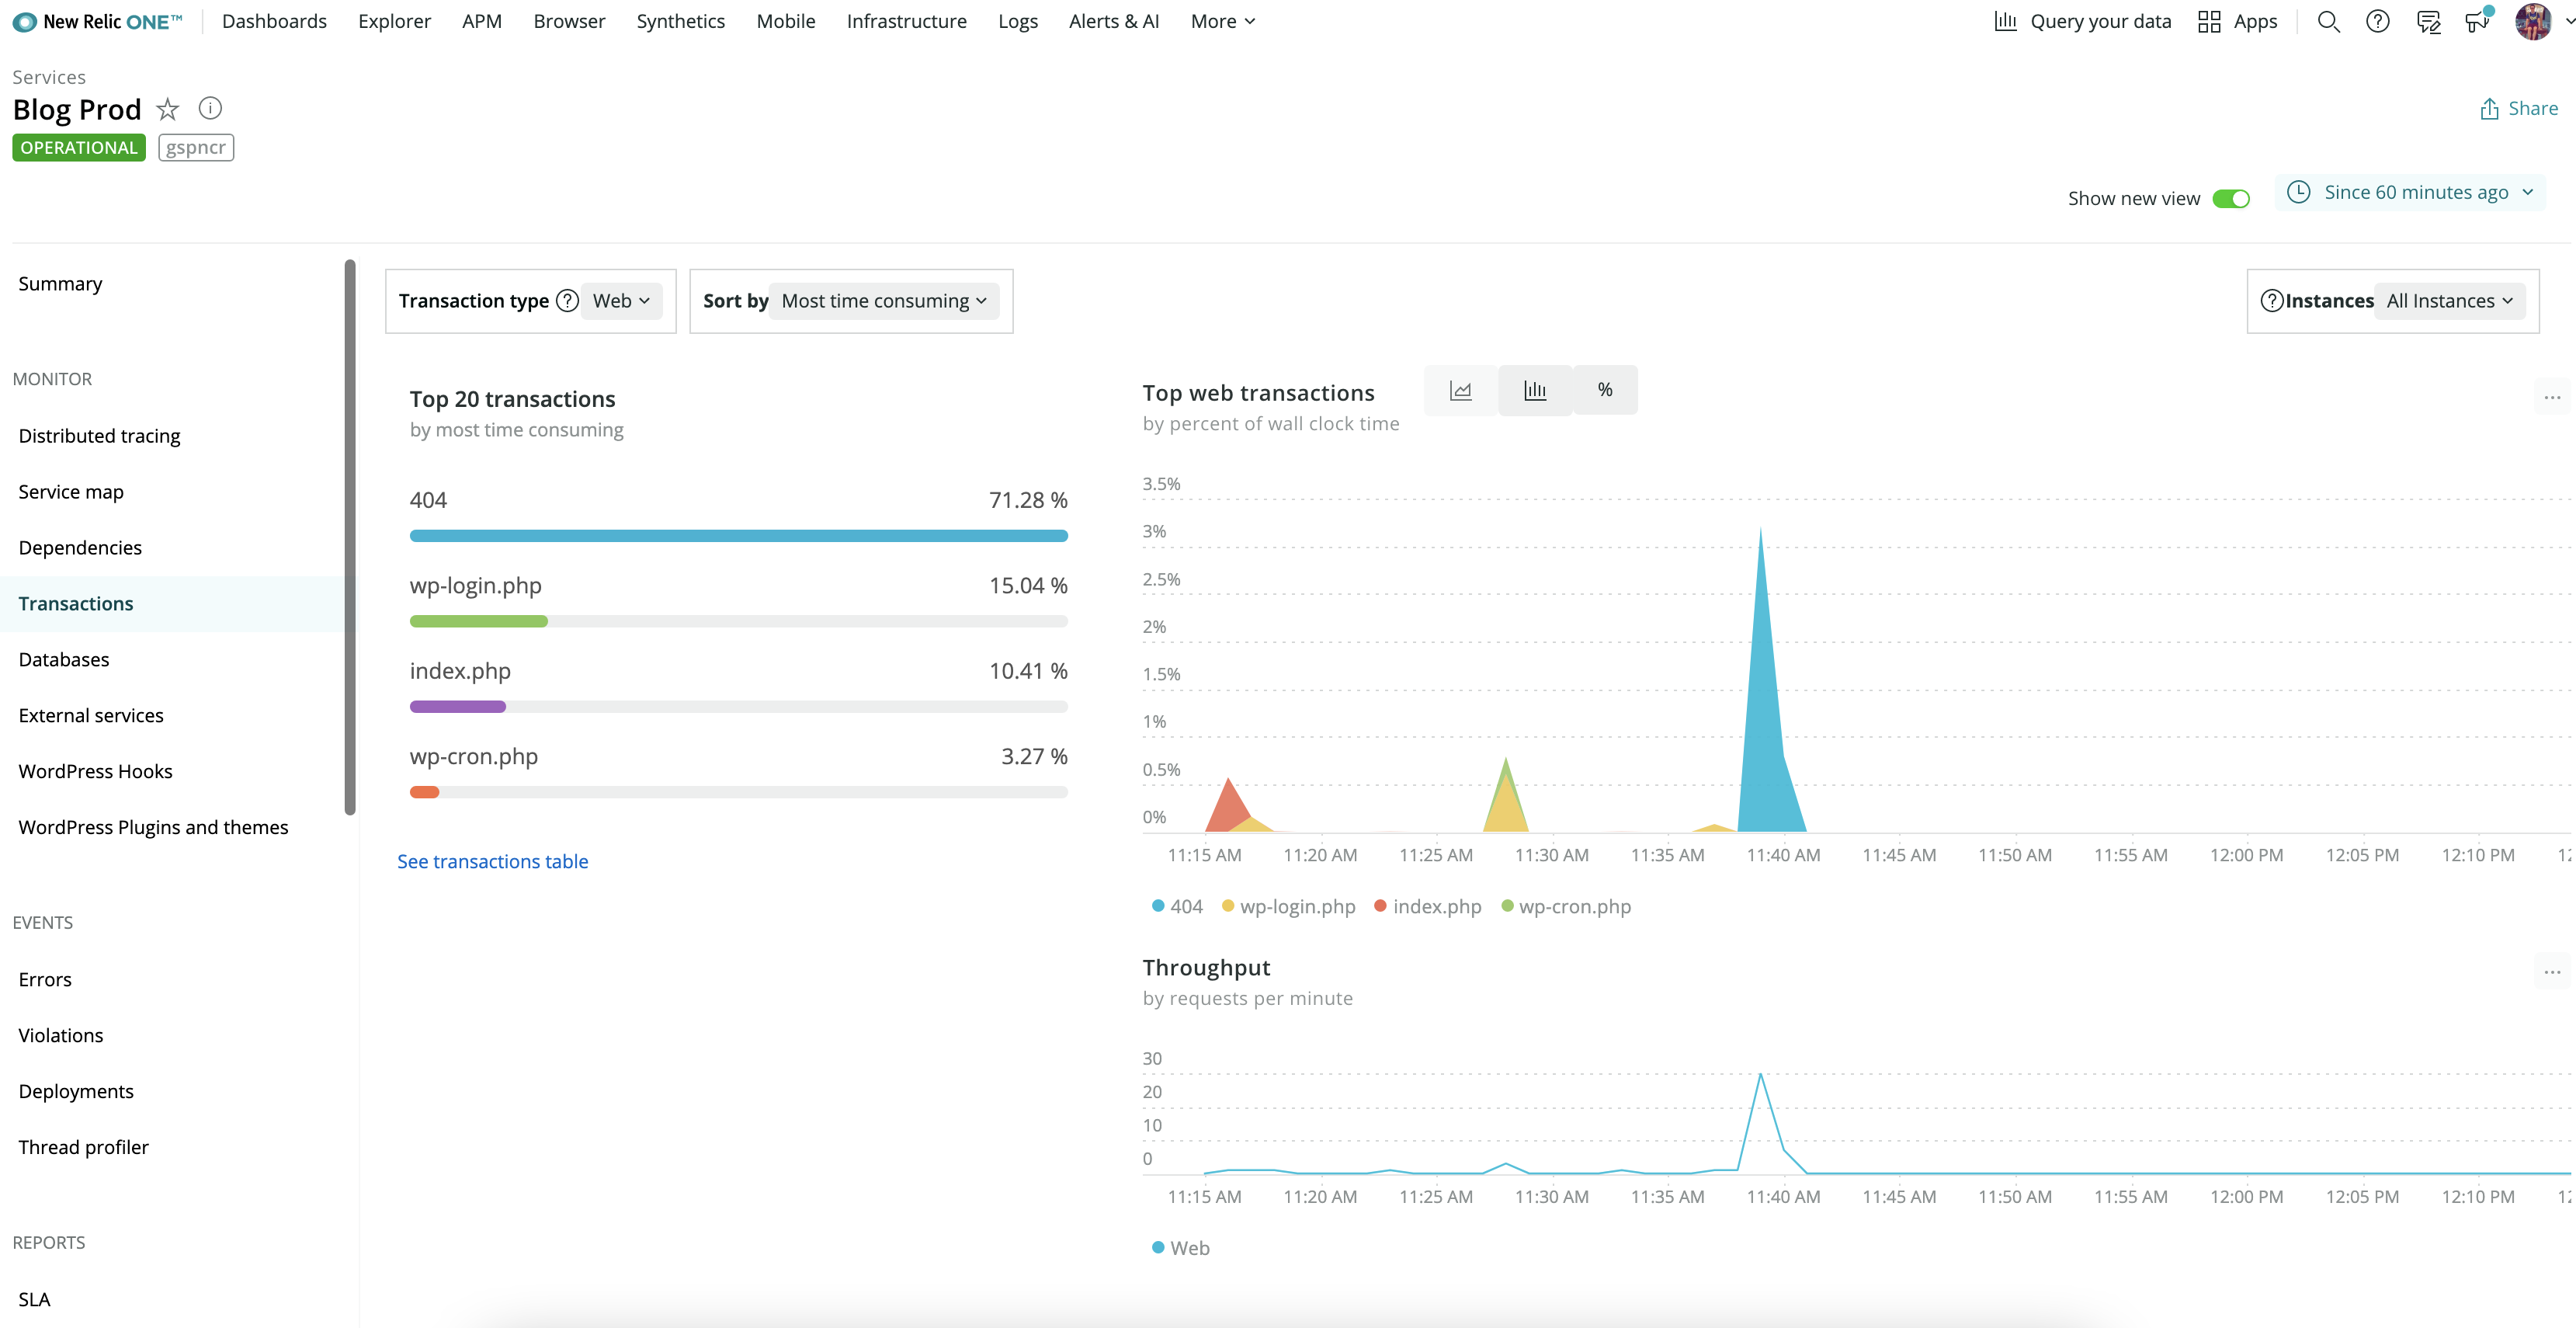 New Relic ONE™ Dashboards Explorer APM Browser Synthetics Mobile Infrastructure Logs Alerts & AI More Query your data Apps
Services
Blog Prod
Share
OPERATIONAL gspncr
Show new view Since 60 minutes ago
Summary
MONITOR
Distributed tracing
Service map
Dependencies
Transactions
Databases
External services
WordPress Hooks
WordPress Plugins and themes
EVENTS
Errors
Violations
Deployments
Thread profiler
REPORTS
SLA
Transaction type ? Web Sort by Most time consuming ? Instances All Instances
Top 20 transactions
by most time consuming
404 71.28 %
wp-login.php 15.04 %
index.php 10.41 %
wp-cron.php 3.27 %
See transactions table
Top web transactions %
by percent of wall clock time
...
3.5%
3%
2.5%
2%
1.5%
1%
0.5%
0%
11:15 AM 11:20 AM 11:25 AM 11:30 AM 11:35 AM 11:40 AM 11:45 AM 11:50 AM 11:55 AM 12:00 PM 12:05 PM 12:10 PM
404 wp-login.php index.php wp-cron.php
Throughput
by requests per minute
...
30
20
10
0
11:15 AM 11:20 AM 11:25 AM 11:30 AM 11:35 AM 11:40 AM 11:45 AM 11:50 AM 11:55 AM 12:00 PM 12:05 PM 12:10 PM
Web